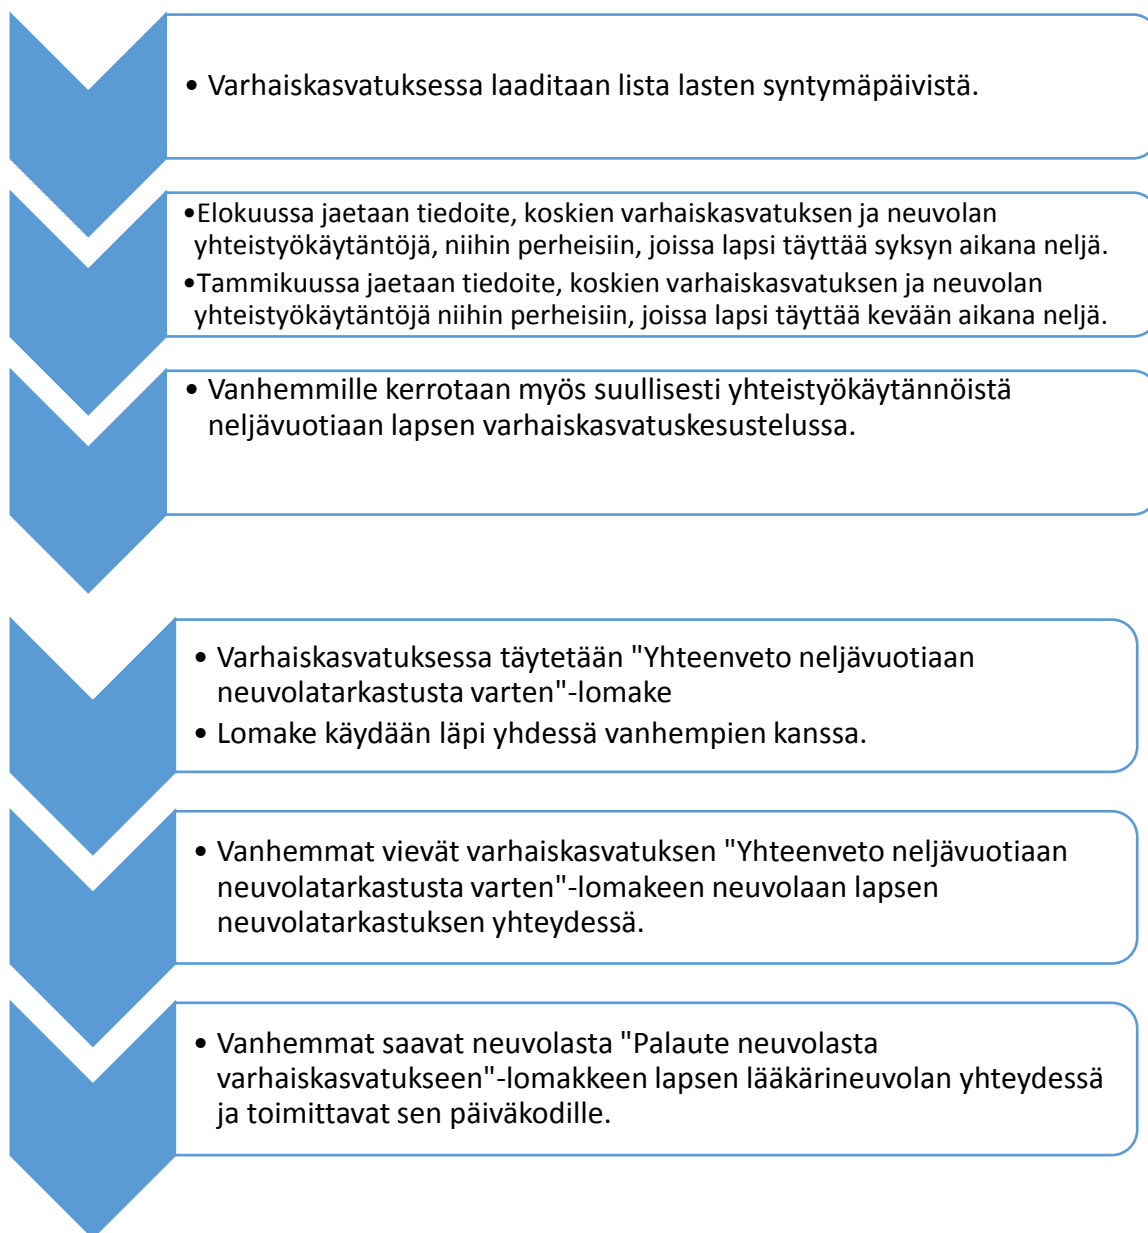 • Varhaiskasvatuksessa laaditaan lista lasten syntymäpäivistä.
•Elokuussa jaetaan tiedoite, koskien varhaiskasvatuksen ja neuvolan
yhteistyökäytäntöjä, niihin perheisiin, joissa lapsi täyttää syksyn aikana neljä.
•Tammikuussa jaetaan tiedoite, koskien varhaiskasvatuksen ja neuvolan
yhteistyökäytäntöjä niihin perheisiin, joissa lapsi täyttää kevään aikana neljä.
• Vanhemmille kerrotaan myös suullisesti yhteistyökäytännöistä
neljävuotiaan lapsen varhaiskasvatuskesustelussa.
• Varhaiskasvatuksessa täytetään "Yhteenveto neljävuotiaan
neuvolatarkastusta varten"-lomake
• Lomake käydään läpi yhdessä vanhempien kanssa.
• Vanhemmat vievät varhaiskasvatuksen "Yhteenveto neljävuotiaan
neuvolatarkastusta varten"-lomakeen neuvolaan lapsen
neuvolatarkastuksen yhteydessä.
• Vanhemmat saavat neuvolasta "Palaute neuvolasta
varhaiskasvatukseen"-lomakkeen lapsen lääkärineuvolan yhteydessä
ja toimittavat sen päiväkodille.